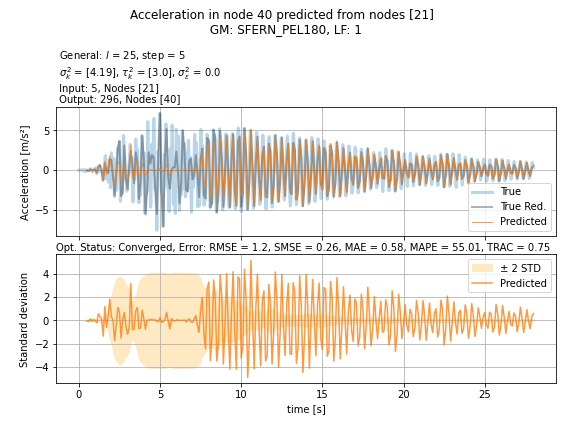 Acceleration in node 40 predicted from nodes [21]
GM: SFERN_PEL180, LF: 1
General: l = 25, step = 5
σ²ₖ = [4.19], τ²ₖ = [3.0], σ²ε = 0.0
Input: 5, Nodes [21]
Output: 296, Nodes [40]
Acceleration [m/s²]
5
0
−5
True
True Red.
Predicted
Opt. Status: Converged, Error: RMSE = 1.2, SMSE = 0.26, MAE = 0.58, MAPE = 55.01, TRAC = 0.75
Standard deviation
4
2
0
−2
−4
± 2 STD
Predicted
0 5 10 15 20 25
time [s]